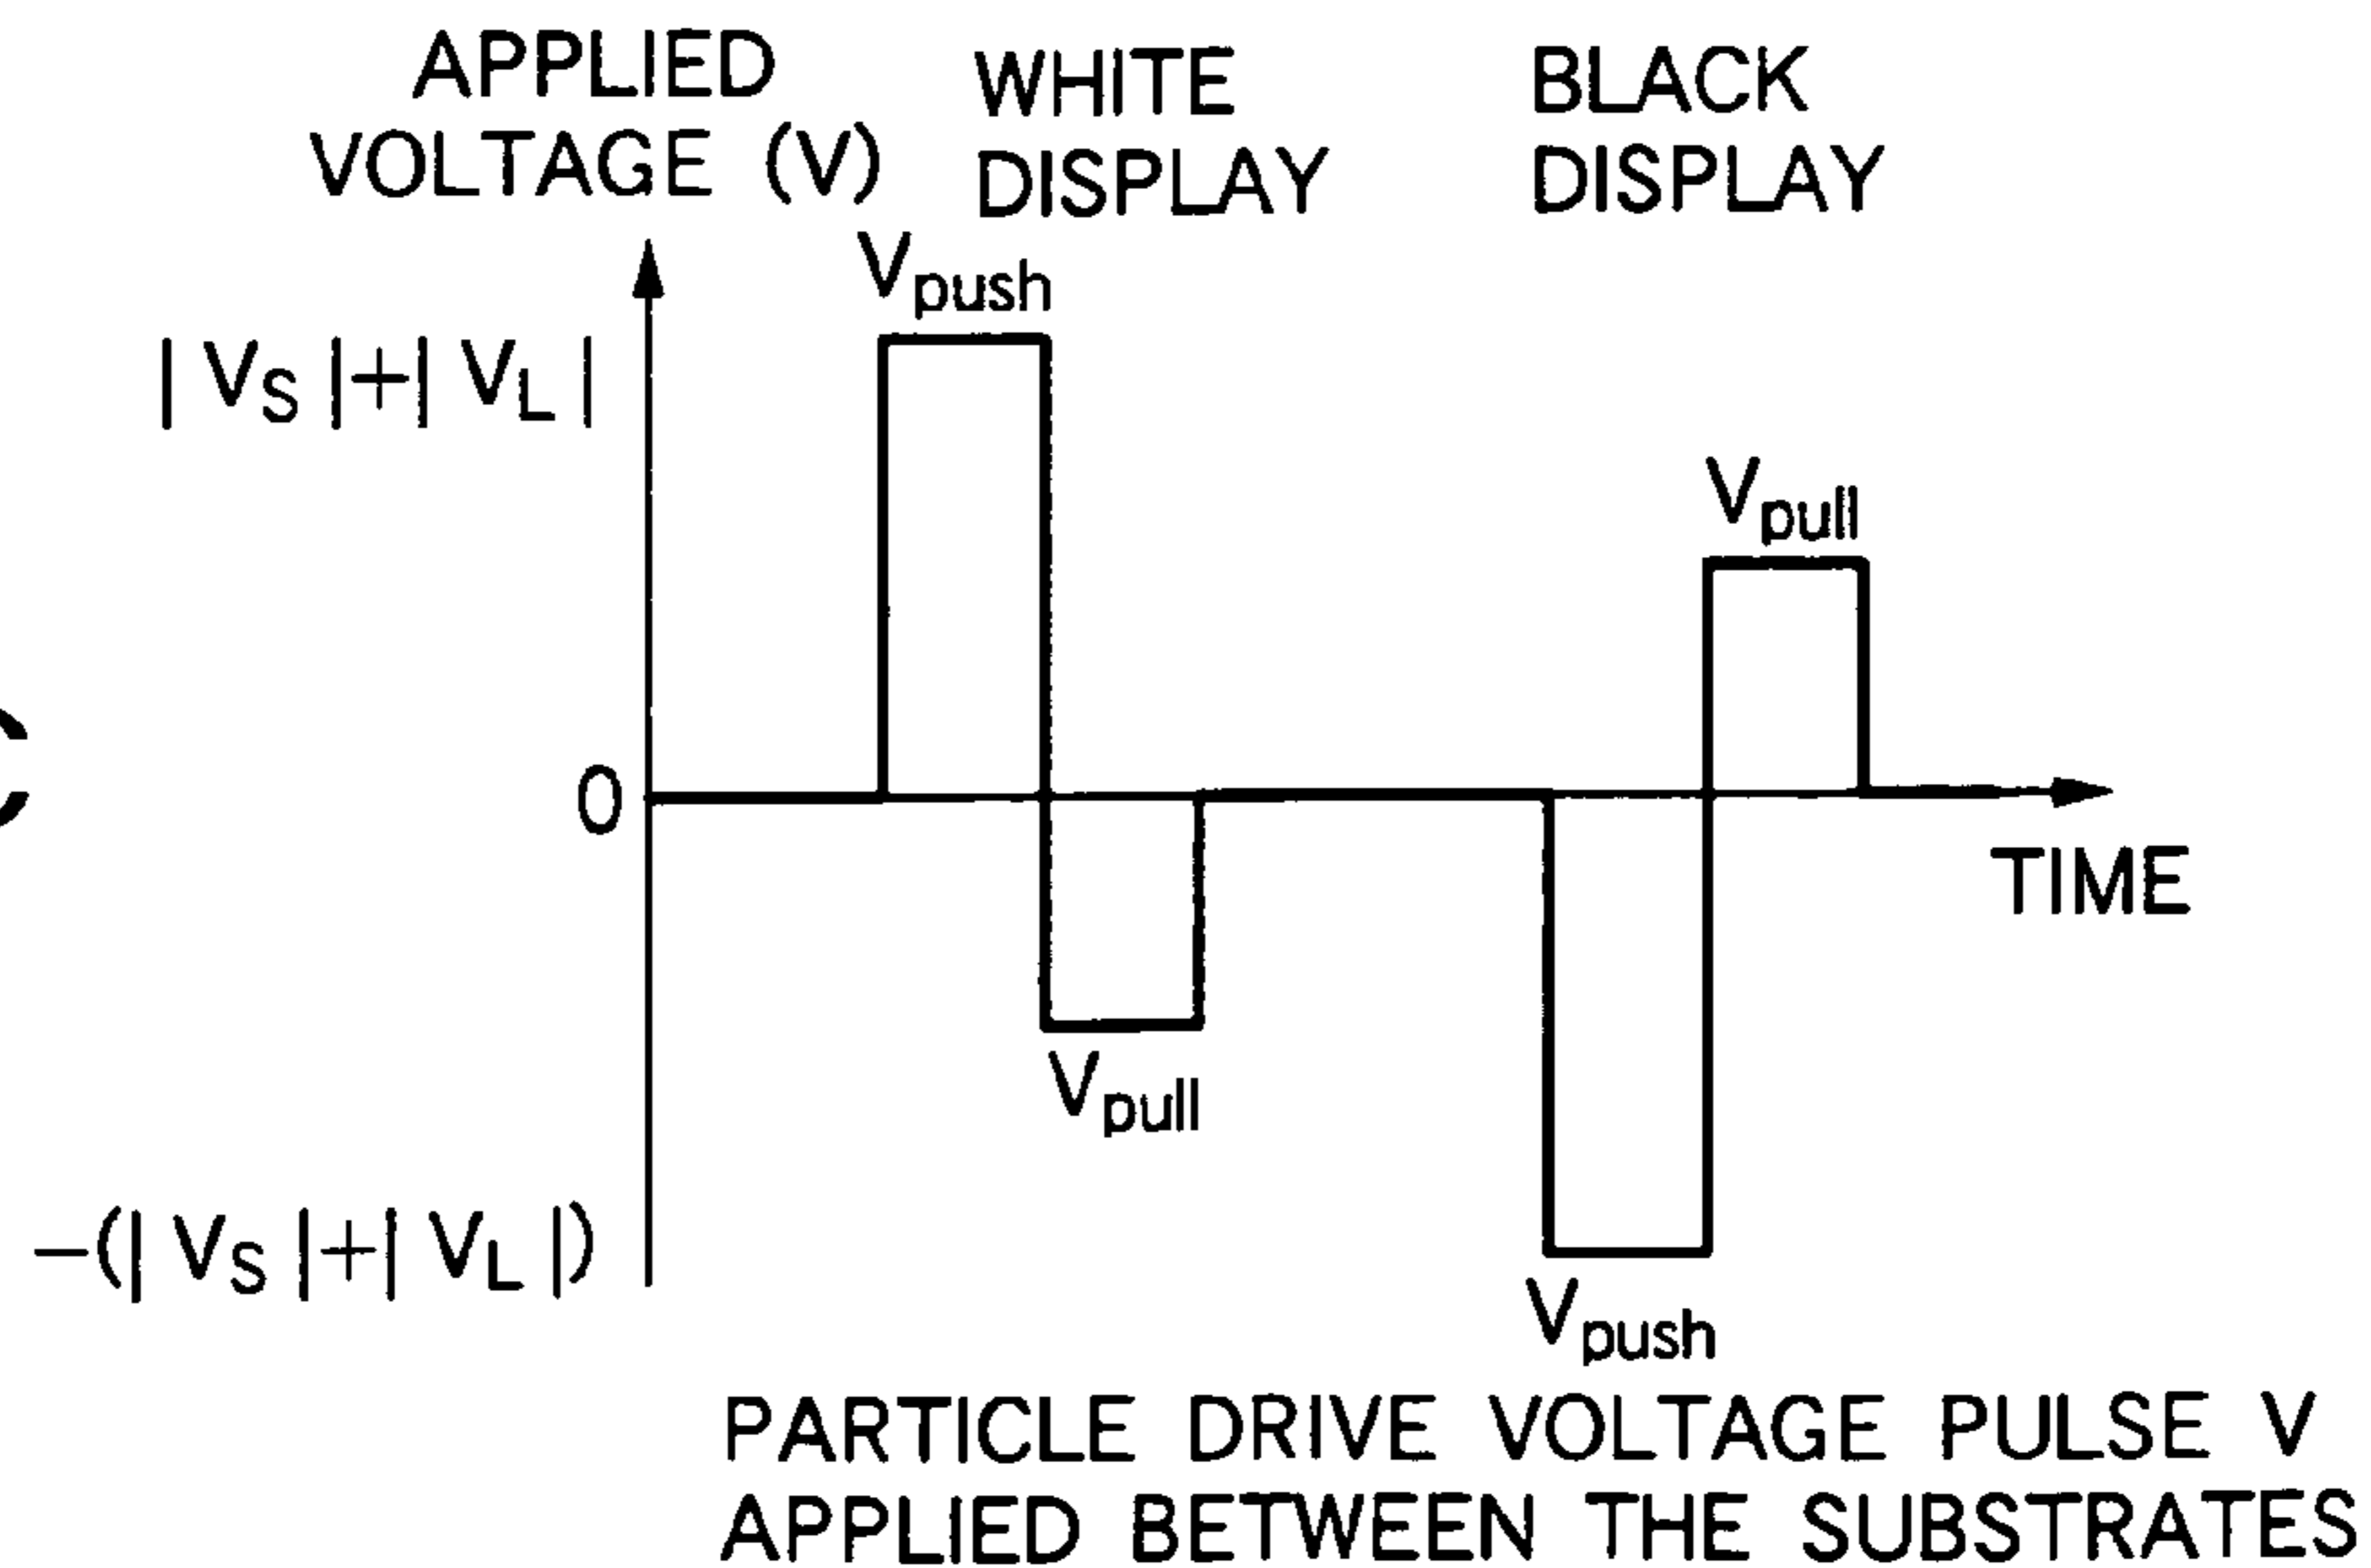 APPLIED
VOLTAGE (V)
WHITE
DISPLAY
BLACK
DISPLAY
Vpush
| VS |+| VL |
Vpull
0
TIME
Vpull
-(| VS |+| VL |)
Vpush
PARTICLE DRIVE VOLTAGE PULSE V
APPLIED BETWEEN THE SUBSTRATES